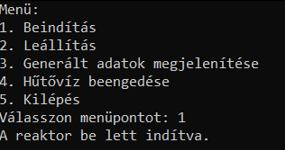 Menü:
1. Beindítás
2. Leállítás
3. Generált adatok megjelenítése
4. Hűtővíz beengedése
5. Kilépés
Válasszon menüpontot: 1
A reaktor be lett indítva.